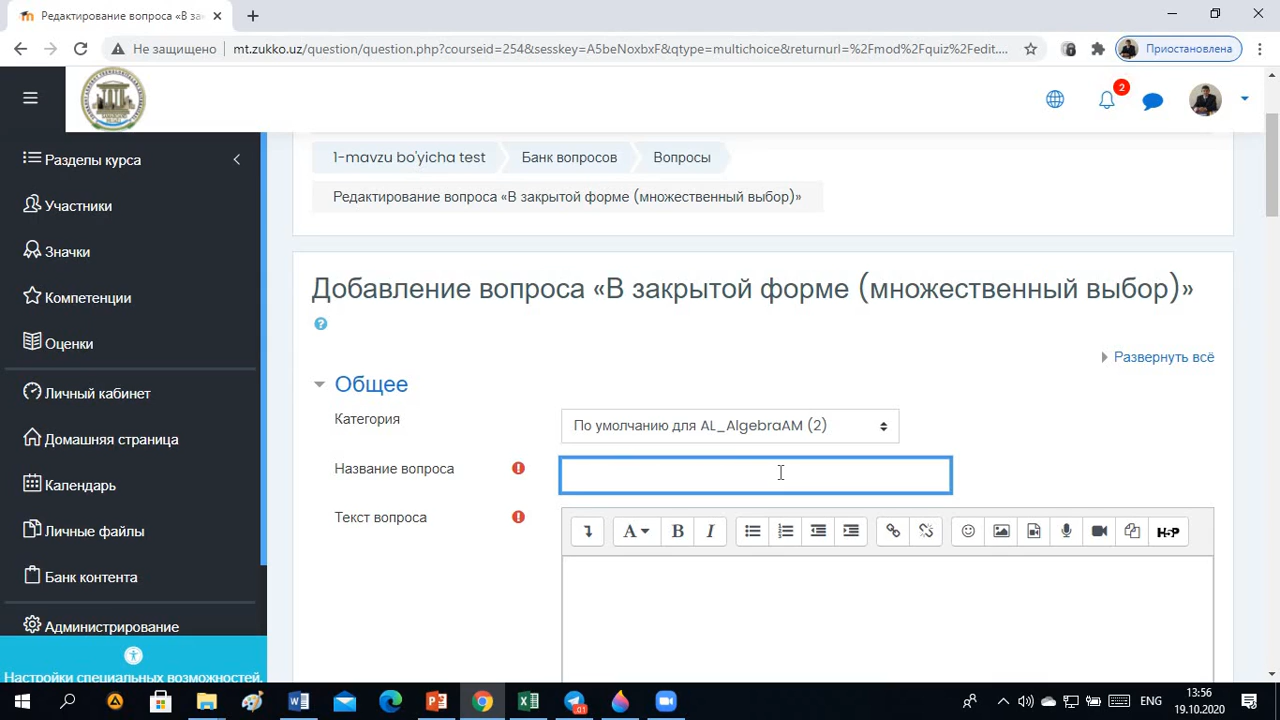 Редактирование вопроса «В за
Не защищено
mt.zukko.uz/question/question.php?courseid=254&sesskey=A5beNoxbxF&qtype=multichoice&returnurl=%2Fmod%2Fquiz%2Fedit....
Приостановлена
2
Разделы курса
Участники
Значки
Компетенции
Оценки
Личный кабинет
Домашняя страница
Календарь
Личные файлы
Банк контента
Администрирование
Настройки специальных возможностей.
1-mavzu bo'yicha test
Банк вопросов
Вопросы
Редактирование вопроса «В закрытой форме (множественный выбор)»
Добавление вопроса «В закрытой форме (множественный выбор)»
Развернуть всё
Общее
Категория
По умолчанию для AL_AlgebraAM (2)
Название вопроса
Текст вопроса
A
B
I
H5P
ENG
13:56
19.10.2020